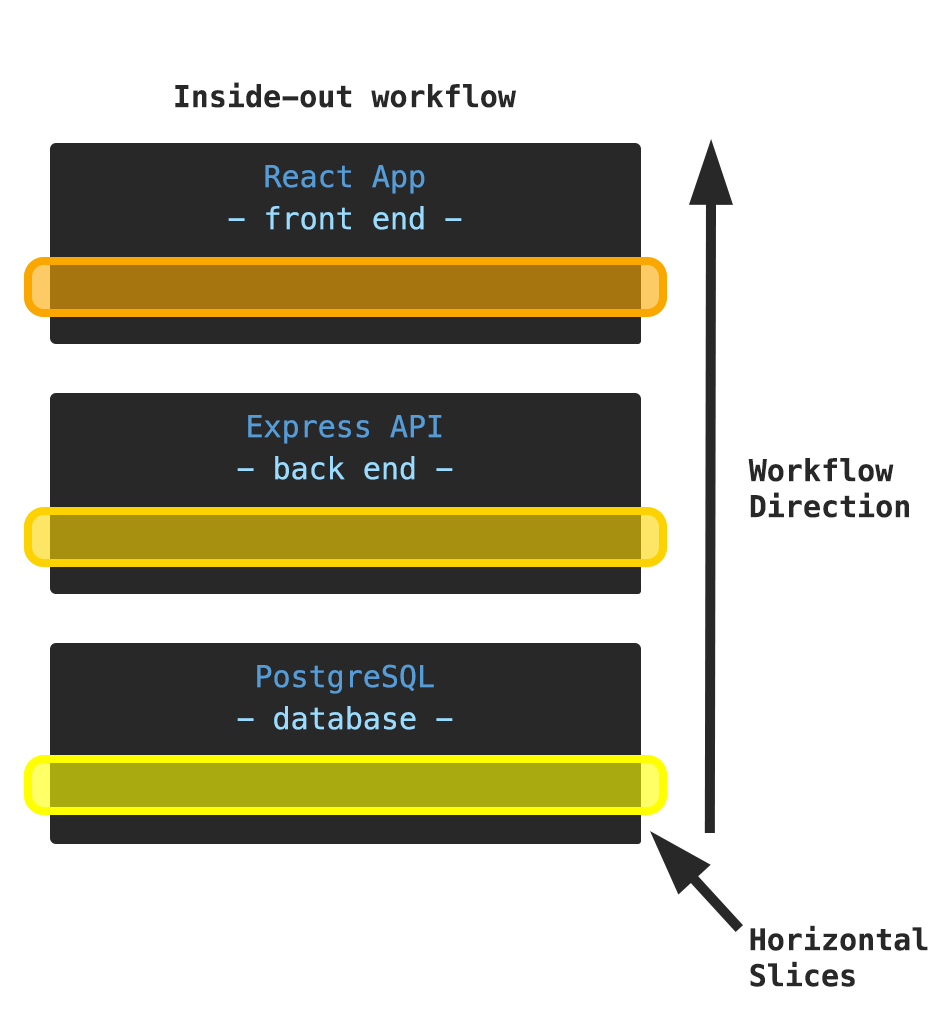 Inside–out workflow
React App
– front end –
Express API
– back end –
PostgreSQL
– database –
Workflow
Direction
Horizontal
Slices